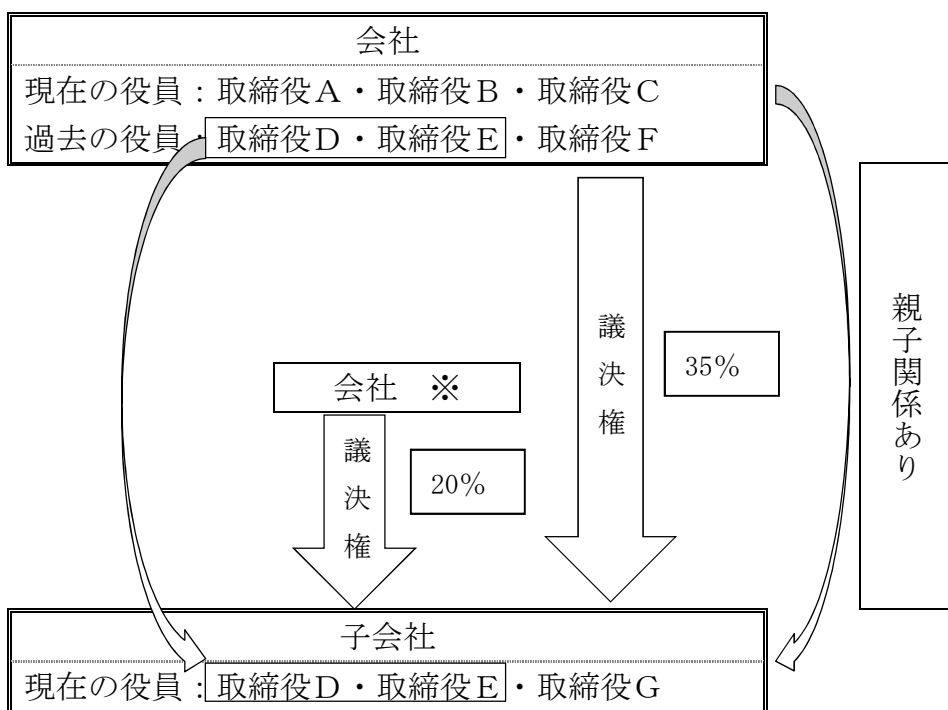 会社
現在の役員：取締役Ａ・取締役Ｂ・取締役Ｃ
過去の役員：取締役Ｄ・取締役Ｅ・取締役Ｆ
議決権
35％
親子関係あり
会社　※
議決権
20％
子会社
現在の役員：取締役Ｄ・取締役Ｅ・取締役Ｇ